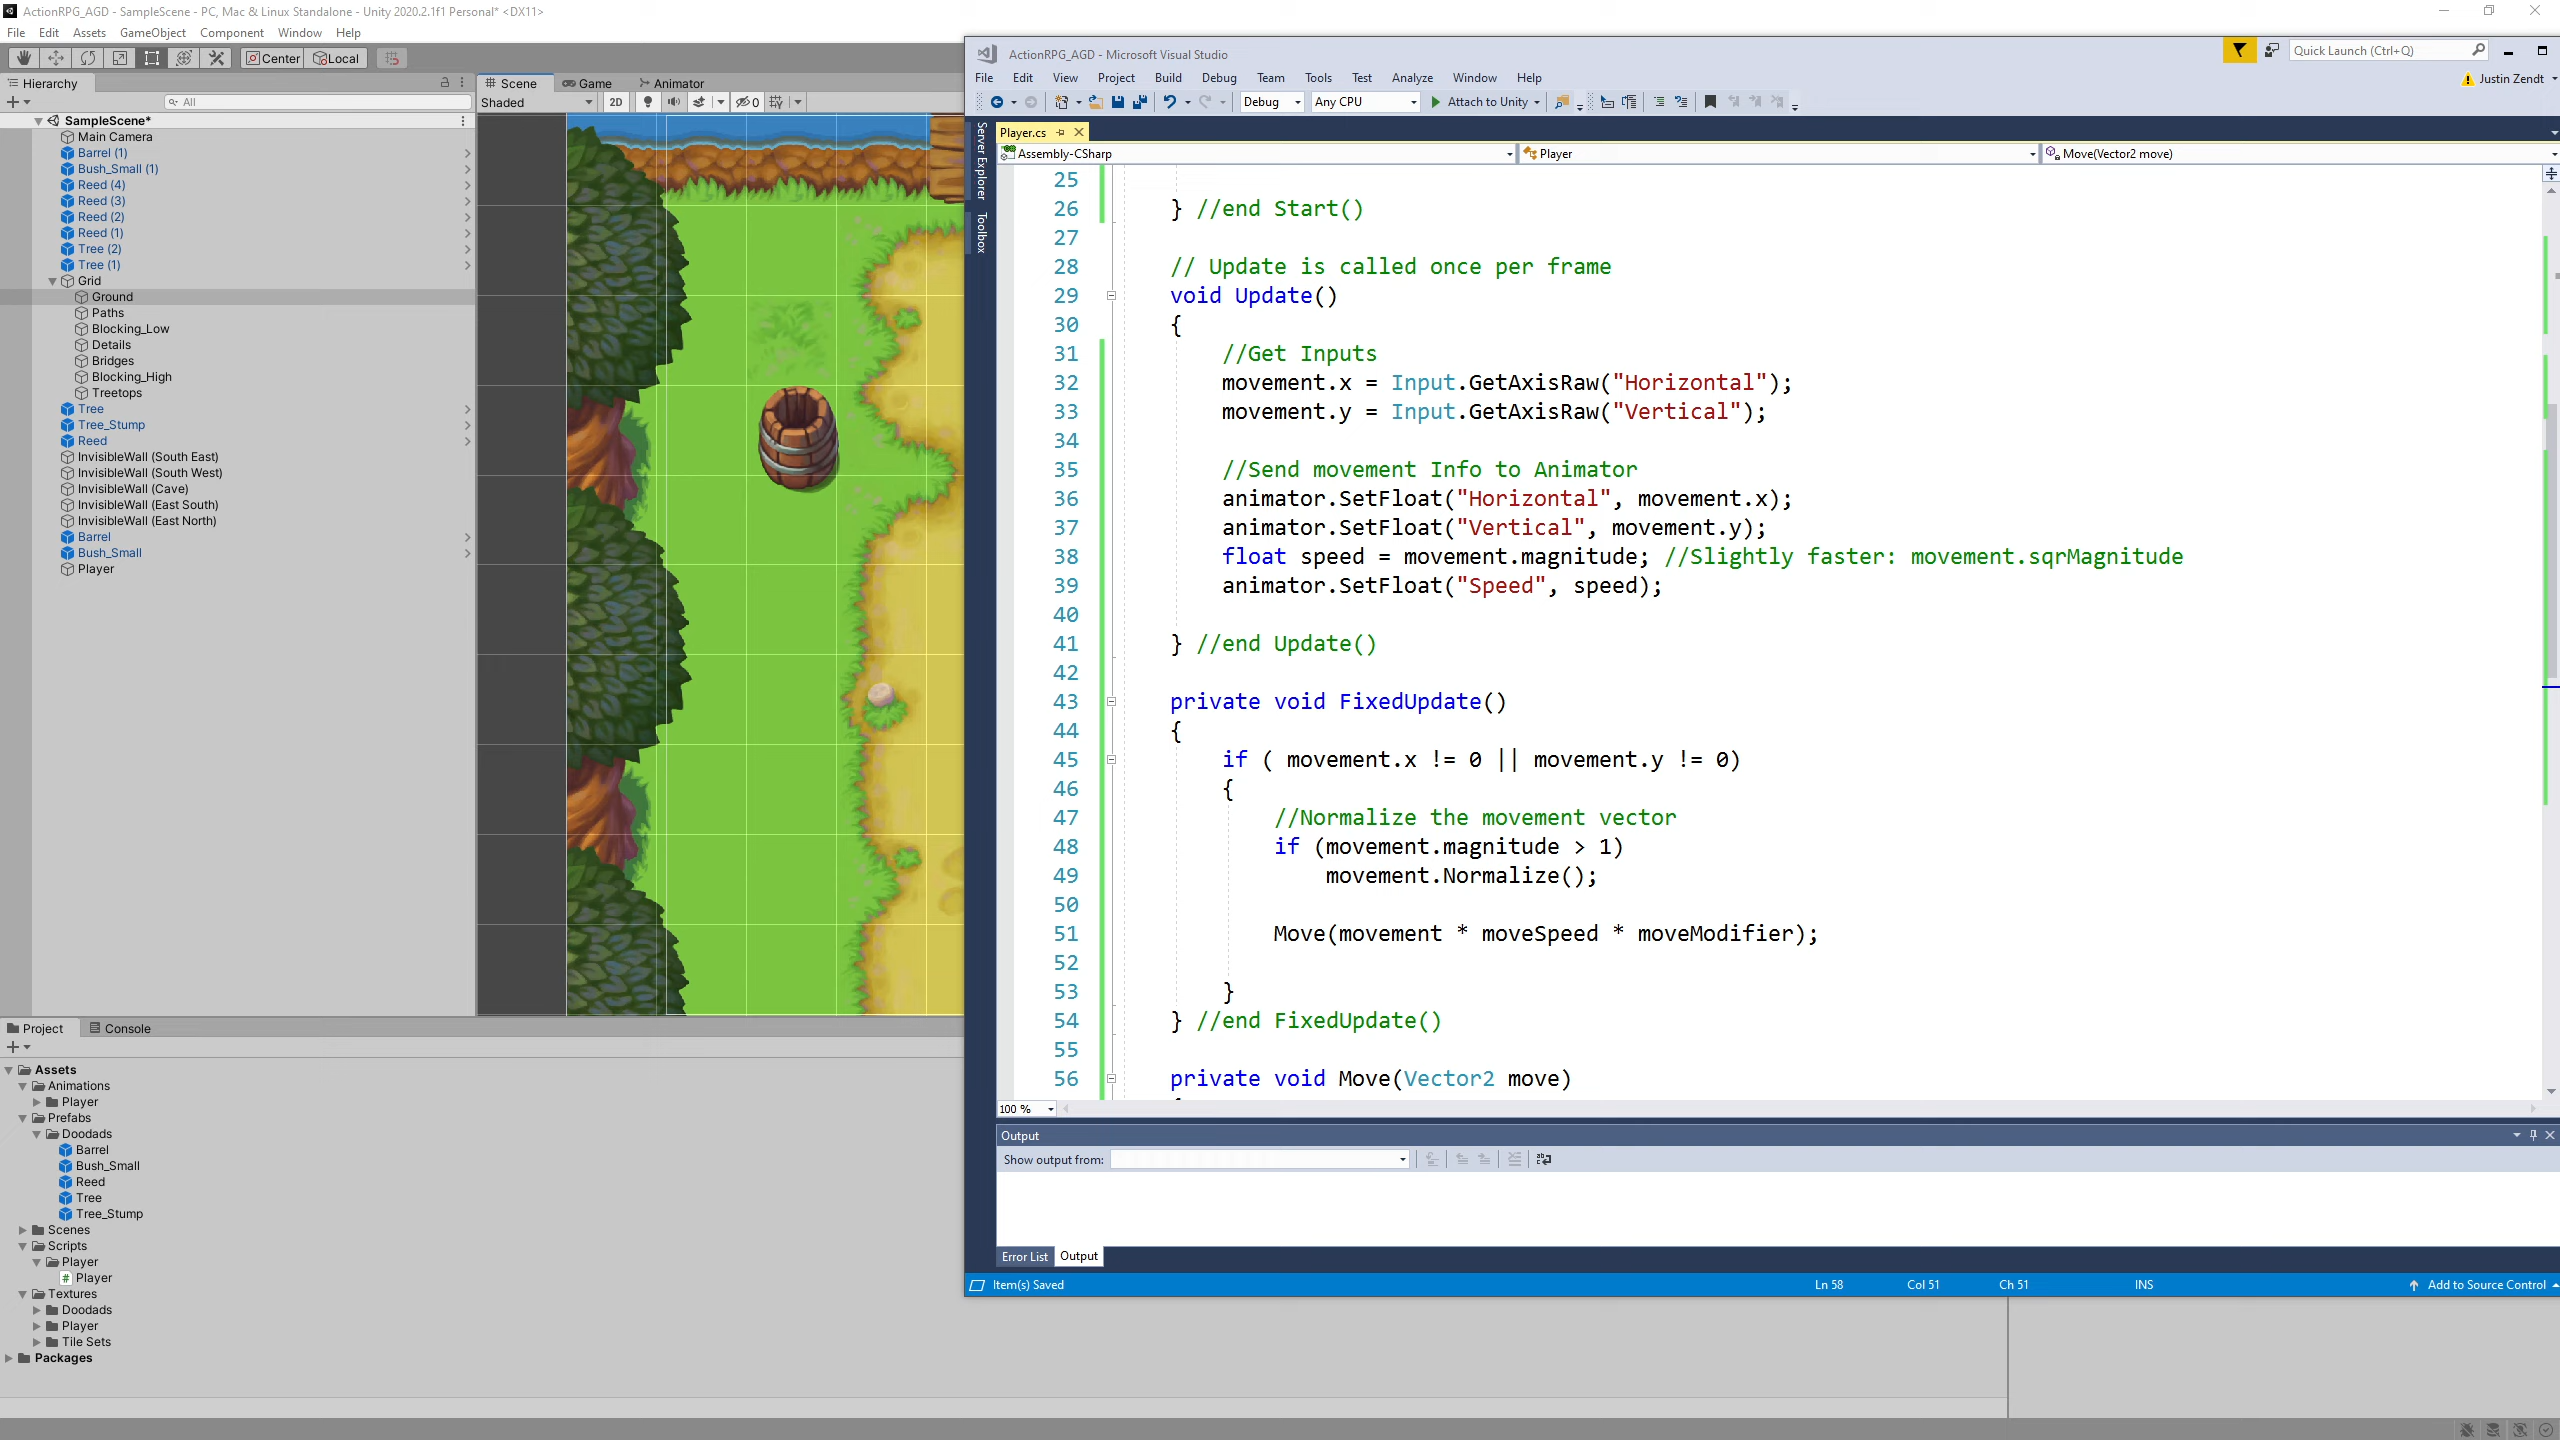 ActionRPG_AGD - SampleScene - PC, Mac & Linux Standalone - Unity 2020.2.1f1 Personal* <DX11>
File Edit Assets GameObject Component Window Help
Center Local
Hierarchy
All
SampleScene*
Main Camera
Barrel (1)
Bush_Small (1)
Reed (4)
Reed (3)
Reed (2)
Reed (1)
Tree (2)
Tree (1)
Grid
Ground
Paths
Blocking_Low
Details
Bridges
Blocking_High
Treetops
Tree
Tree_Stump
Reed
InvisibleWall (South East)
InvisibleWall (South West)
InvisibleWall (Cave)
InvisibleWall (East South)
InvisibleWall (East North)
Barrel
Bush_Small
Player
Scene Game Animator
Shaded 2D 0
Project Console
Assets
Animations
Player
Prefabs
Doodads
Barrel
Bush_Small
Reed
Tree
Tree_Stump
Scenes
Scripts
Player
Player
Textures
Doodads
Player
Tile Sets
Packages
ActionRPG_AGD - Microsoft Visual Studio
Quick Launch (Ctrl+Q)
File Edit View Project Build Debug Team Tools Test Analyze Window Help
Justin Zendt
Debug Any CPU Attach to Unity
Server Explorer
Toolbox
Player.cs
Assembly-CSharp Player Move(Vector2 move)
25
26 } //end Start()
27
28 // Update is called once per frame
29 void Update()
30 {
31 //Get Inputs
32 movement.x = Input.GetAxisRaw("Horizontal");
33 movement.y = Input.GetAxisRaw("Vertical");
34
35 //Send movement Info to Animator
36 animator.SetFloat("Horizontal", movement.x);
37 animator.SetFloat("Vertical", movement.y);
38 float speed = movement.magnitude; //Slightly faster: movement.sqrMagnitude
39 animator.SetFloat("Speed", speed);
40
41 } //end Update()
42
43 private void FixedUpdate()
44 {
45 if ( movement.x != 0 || movement.y != 0)
46 {
47 //Normalize the movement vector
48 if (movement.magnitude > 1)
49 movement.Normalize();
50
51 Move(movement * moveSpeed * moveModifier);
52
53 }
54 } //end FixedUpdate()
55
56 private void Move(Vector2 move)
100 %
Output
Show output from:
Error List Output
Item(s) Saved Ln 58 Col 51 Ch 51 INS Add to Source Control